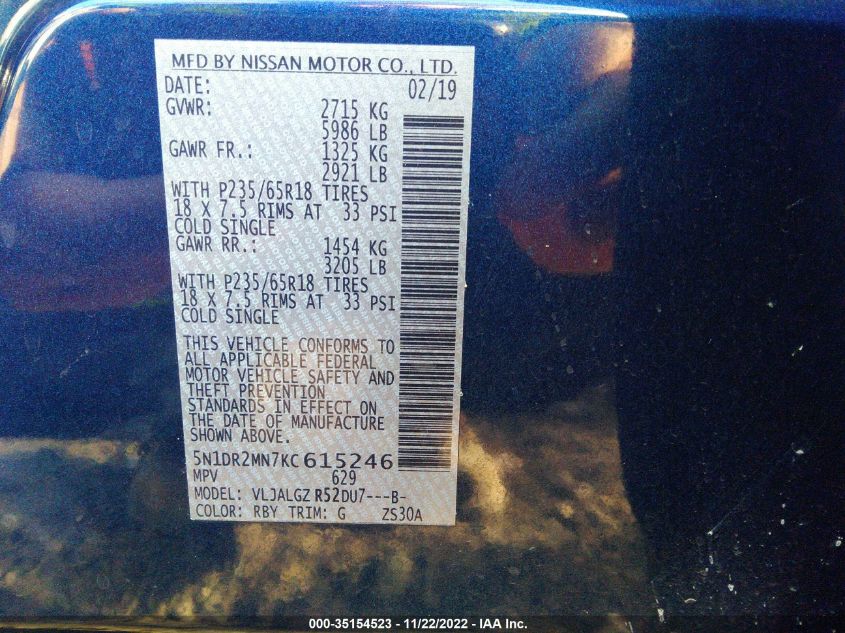 MFD BY NISSAN MOTOR CO., LTD.
DATE: 02/19
GVWR: 2715 KG
5986 LB
GAWR FR.: 1325 KG
2921 LB
WITH P235/65R18 TIRES
18 X 7.5 RIMS AT 33 PSI
COLD SINGLE
GAWR RR.: 1454 KG
3205 LB
WITH P235/65R18 TIRES
18 X 7.5 RIMS AT 33 PSI
COLD SINGLE
THIS VEHICLE CONFORMS TO
ALL APPLICABLE FEDERAL
MOTOR VEHICLE SAFETY AND
THEFT PREVENTION
STANDARDS IN EFFECT ON
THE DATE OF MANUFACTURE
SHOWN ABOVE.
5N1DR2MN7KC615246
MPV 629
MODEL: VLJALGZ R52DU7---B-
COLOR: RBY TRIM: G ZS30A
000-35154523 - 11/22/2022 - IAA Inc.